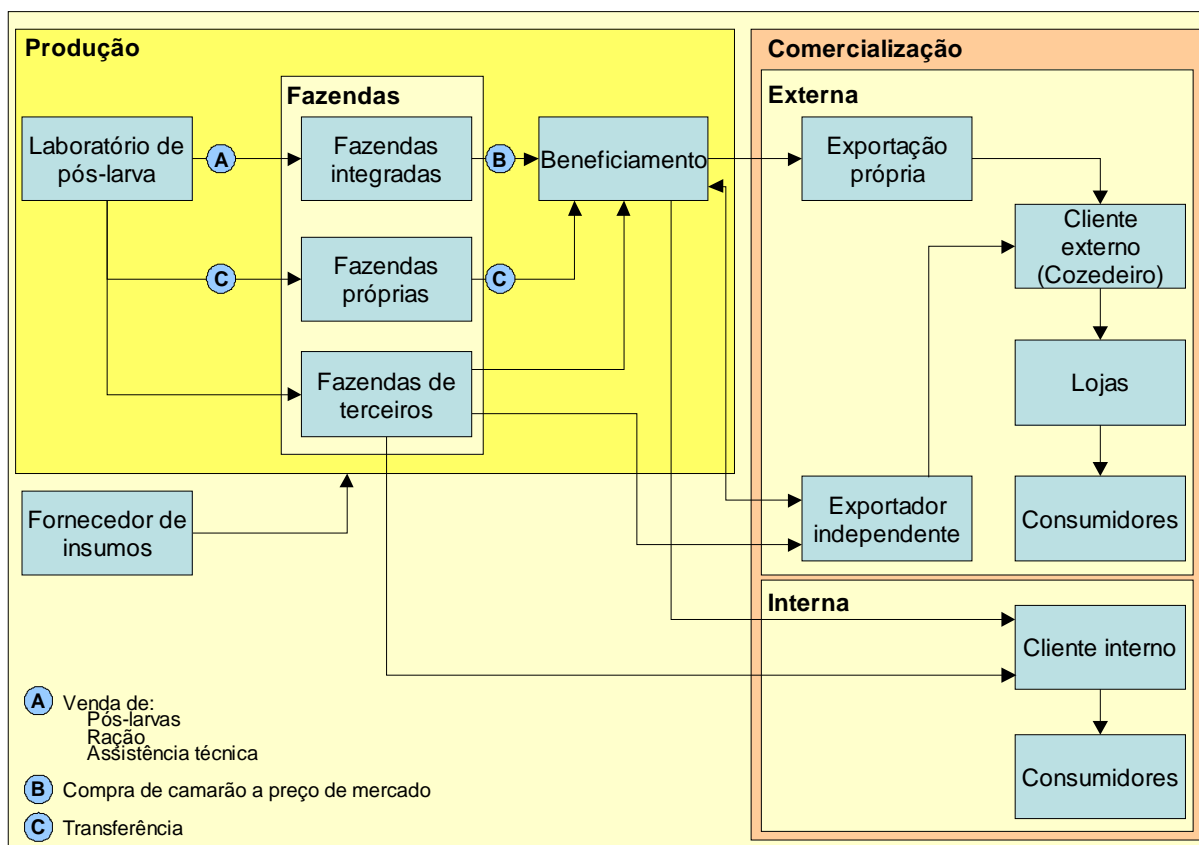 Produção
Comercialização
Fazendas
Externa
Laboratório de
pós-larva
A
Fazendas
integradas
B
Beneficiamento
Exportação
própria
Cliente
externo
(Cozedeiro)
C
Fazendas
próprias
C
Fazendas de
terceiros
Lojas
Fornecedor de
insumos
Exportador
independente
Consumidores
Interna
Cliente interno
A Venda de:
Pós-larvas
Ração
Assistência técnica
Consumidores
B Compra de camarão a preço de mercado
C Transferência